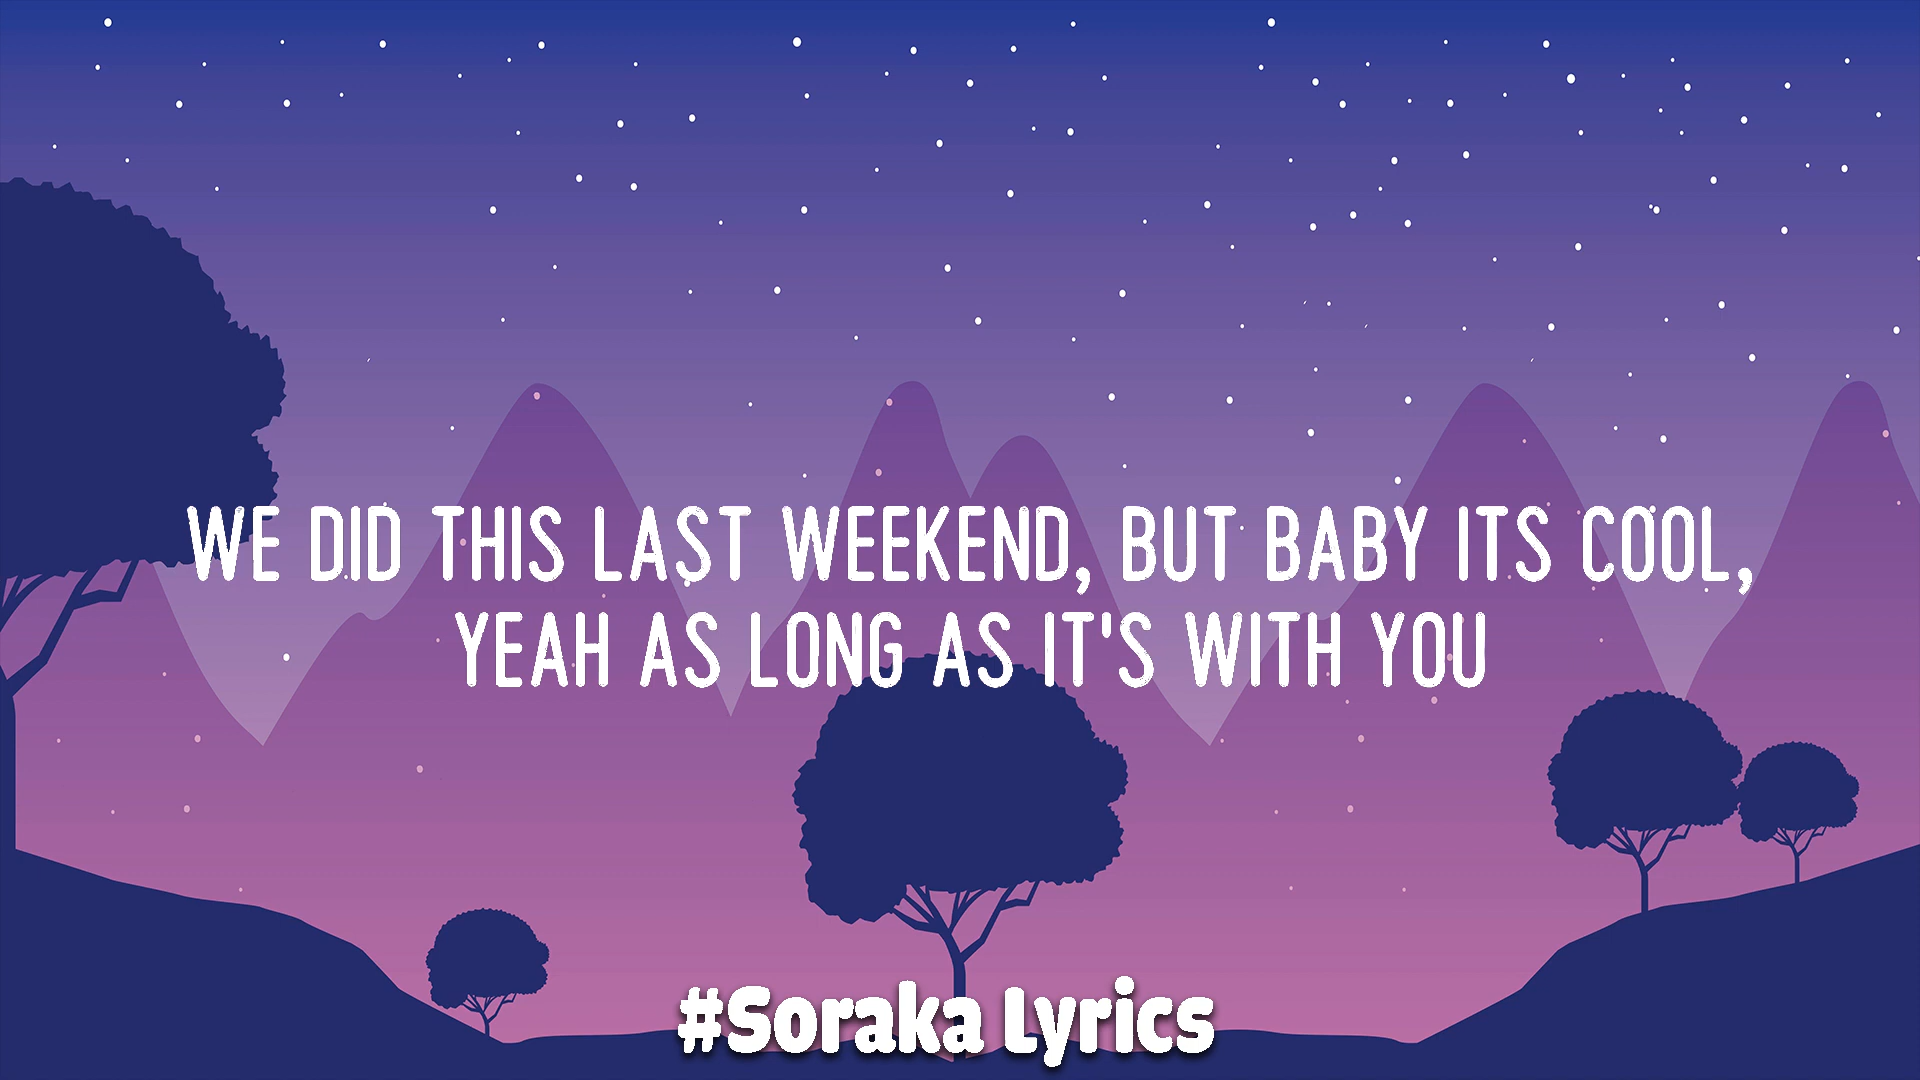 WE DID THIS LAST WEEKEND, BUT BABY ITS COOL,
YEAH AS LONG AS IT'S WITH YOU
#Soraka Lyrics